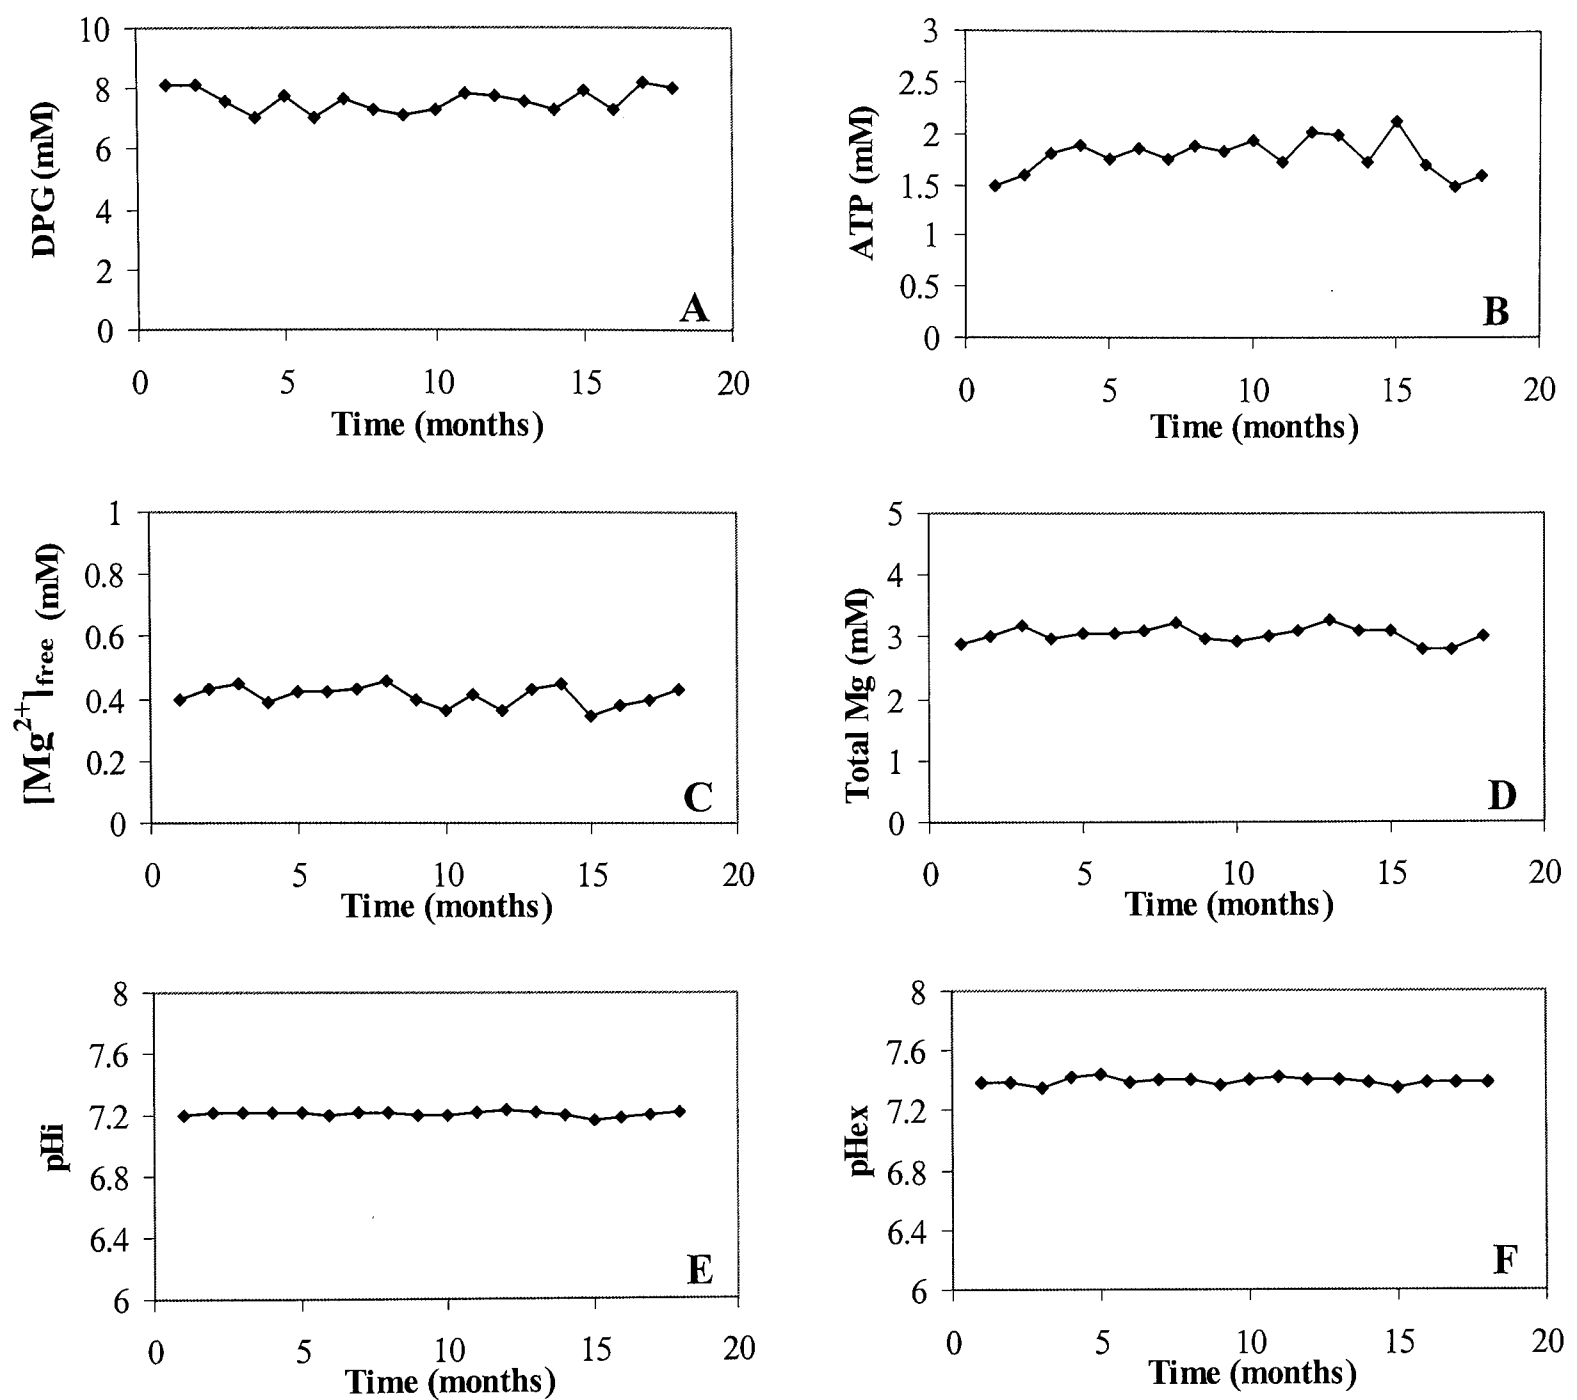 10
8
6
4
2
0
DPG (mM)
A
0 5 10 15 20
Time (months)
3
2.5
2
1.5
1
0.5
0
ATP (mM)
B
0 5 10 15 20
Time (months)
1
0.8
0.6
0.4
0.2
0
[Mg²⁺]free (mM)
C
0 5 10 15 20
Time (months)
5
4
3
2
1
0
Total Mg (mM)
D
0 5 10 15 20
Time (months)
8
7.6
7.2
6.8
6.4
6
pHi
E
0 5 10 15 20
Time (months)
8
7.6
7.2
6.8
6.4
6
pHex
F
0 5 10 15 20
Time (months)